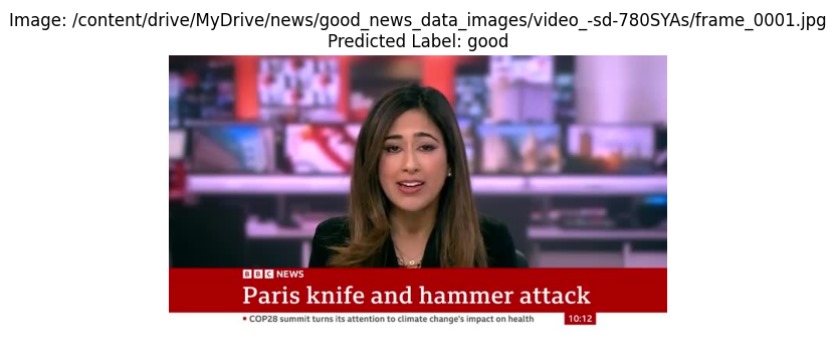 Image: /content/drive/MyDrive/news/good_news_data_images/video_-sd-780SYAs/frame_0001.jpg
Predicted Label: good
BBC NEWS
Paris knife and hammer attack
• COP28 summit turns its attention to climate change's impact on health
10:12